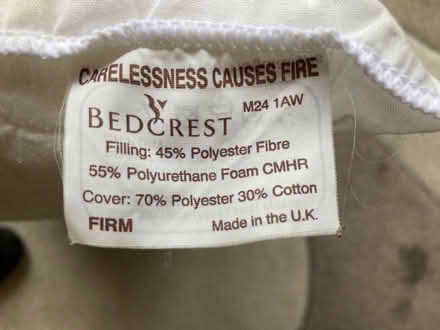 CARELESSNESS CAUSES FIRE
M24 1AW
BEDCREST
Filling: 45% Polyester Fibre
55% Polyurethane Foam CMHR
Cover: 70% Polyester 30% Cotton
FIRM Made in the U.K.